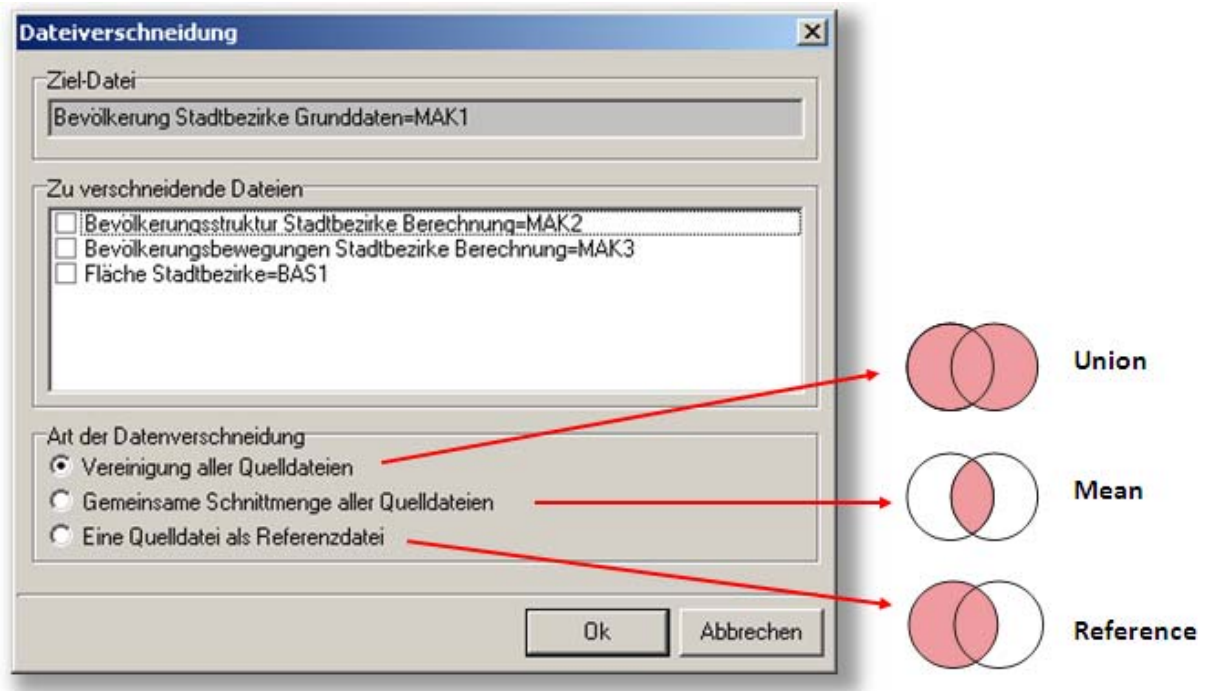 Dateiverschneidung
Ziel-Datei
Bevölkerung Stadtbezirke Grunddaten=MAK1
Zu verschneidende Dateien
Bevölkerungsstruktur Stadtbezirke Berechnung=MAK2
Bevölkerungsbewegungen Stadtbezirke Berechnung=MAK3
Fläche Stadtbezirke=BAS1
Art der Datenverschneidung
Vereinigung aller Quelldateien
Gemeinsame Schnittmenge aller Quelldateien
Eine Quelldatei als Referenzdatei
Ok
Abbrechen
Union
Mean
Reference